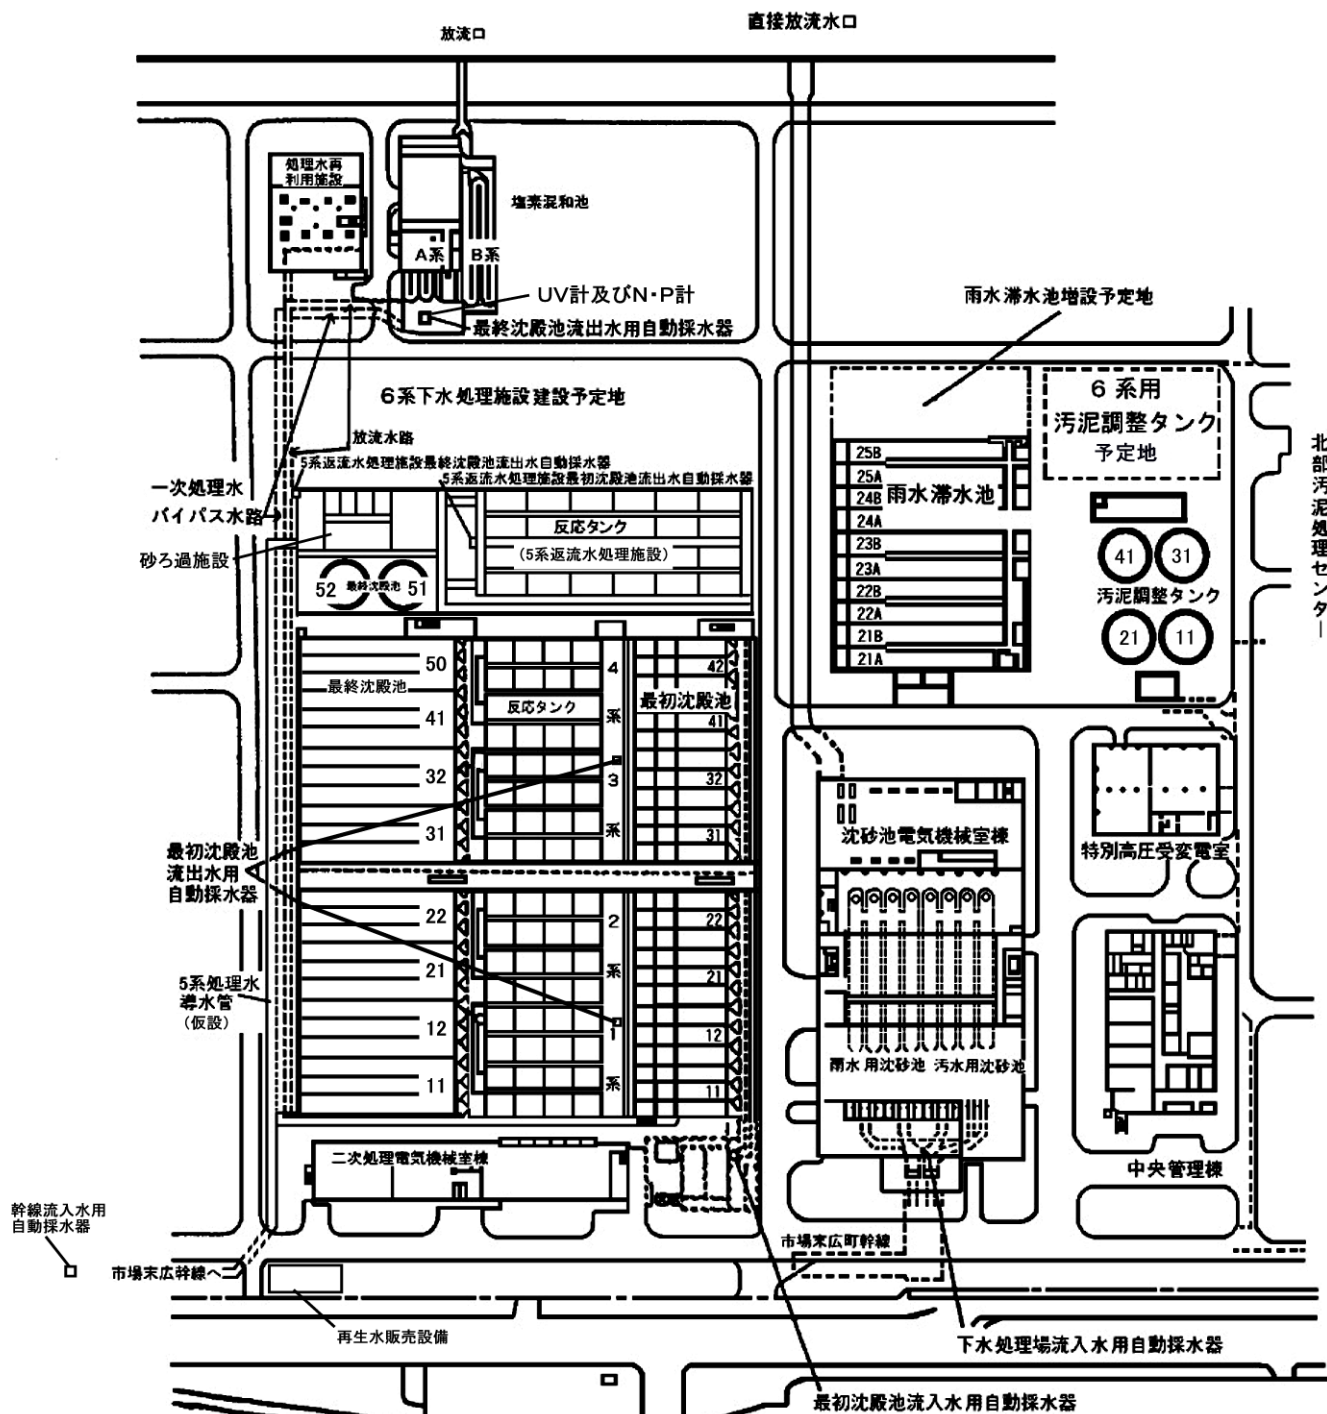 放流口
直接放流水口
処理水再
利用施設
塩素混和池
A系
B系
UV計及びN・P計
最終沈殿池流出水用自動採水器
雨水滞水池増設予定地
6系下水処理施設建設予定地
6系用
汚泥調整タンク
予定地
放流水路
5系返流水処理施設最終沈殿池流出水自動採水器
5系返流水処理施設最初沈殿池流出水自動採水器
一次処理水
バイパス水路
砂ろ過施設
反応タンク
(5系返流水処理施設)
52
最終沈殿池
51
25B
25A
24B
24A
23B
23A
22B
22A
21B
21A
雨水滞水池
41
31
汚泥調整タンク
21
11
北部汚泥処理センター
50
最終沈殿池
41
32
31
反応タンク
4
系
3
系
42
最初沈殿池
41
32
31
最初沈殿池
流出水用
自動採水器
沈砂池電気機械室棟
特別高圧受変電室
22
21
12
11
2
系
1
系
22
21
12
11
5系処理水
導水管
(仮設)
雨水用沈砂池
汚水用沈砂池
中央管理棟
二次処理電気機械室棟
幹線流入水用
自動採水器
市場末広幹線へ
市場末広町幹線
再生水販売設備
下水処理場流入水用自動採水器
最初沈殿池流入水用自動採水器